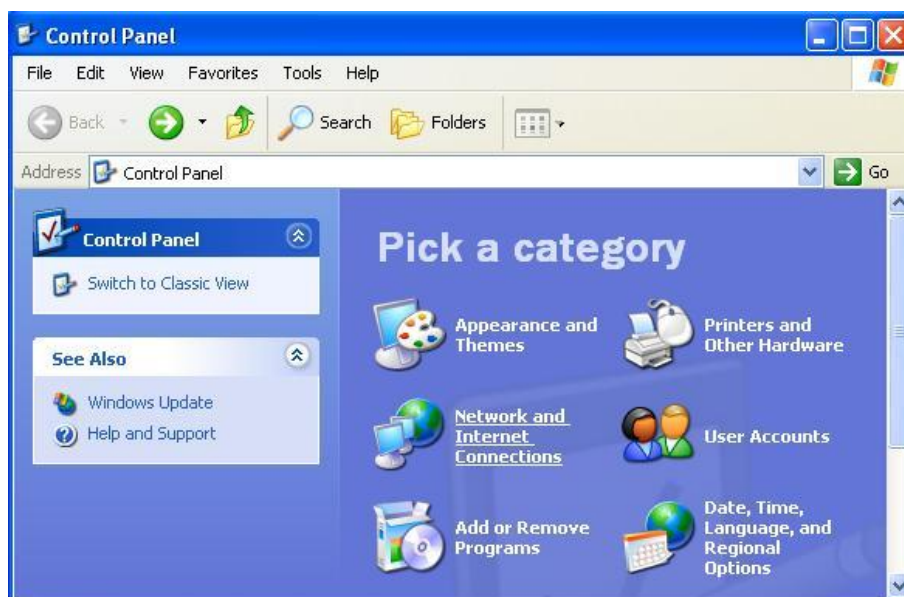 Control Panel
File Edit View Favorites Tools Help
Back Search Folders
Address Control Panel Go
Control Panel
Switch to Classic View
See Also
Windows Update
Help and Support
Pick a category
Appearance and
Themes
Printers and
Other Hardware
Network and
Internet
Connections
User Accounts
Add or Remove
Programs
Date, Time,
Language, and
Regional
Options